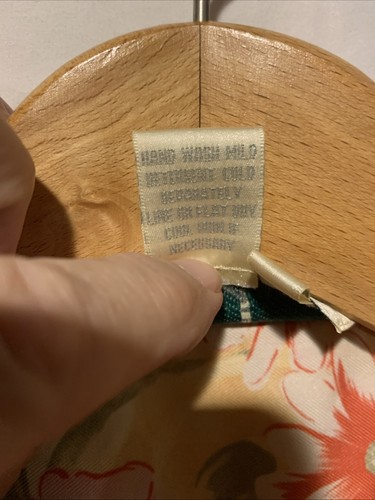 HAND WASH MILD
DETERGENT COLD
SEPARATELY
LINE OR FLAT DRY
COOL IRON IF
NECESSARY